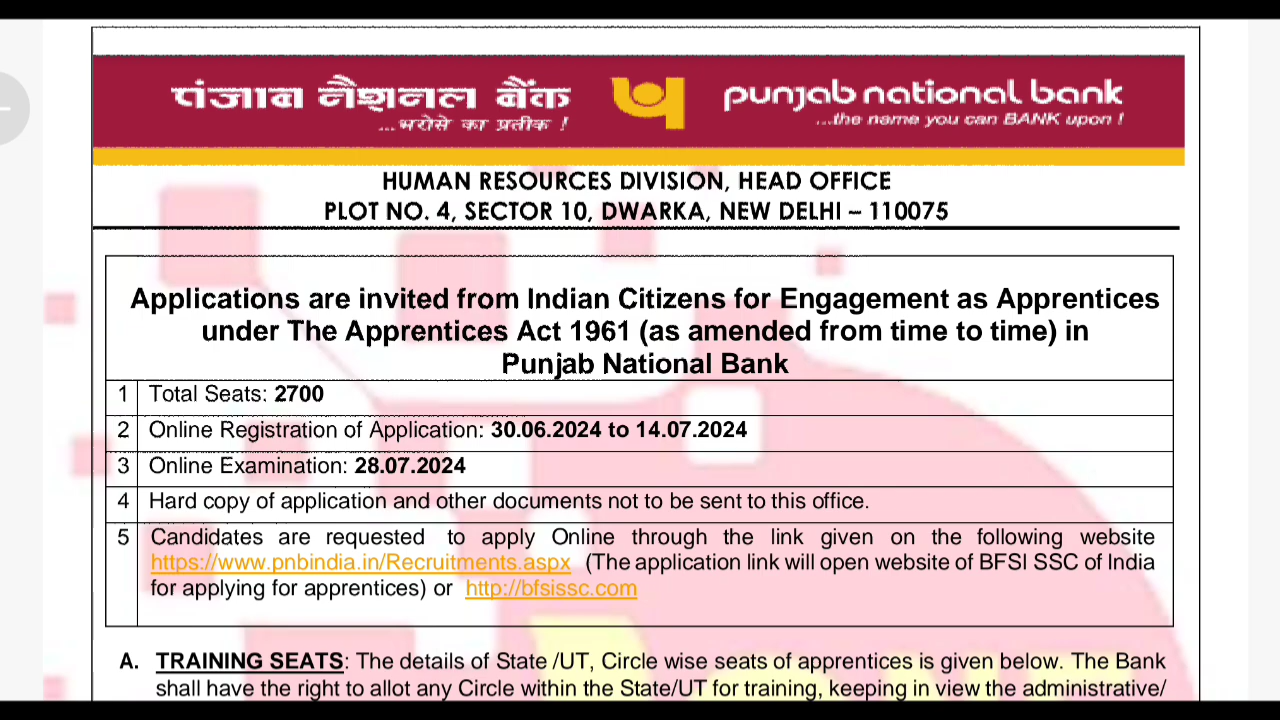 पंजाब नैशनल बैंक
...भरोसे का प्रतीक !
punjab national bank
...the name you can BANK upon !
HUMAN RESOURCES DIVISION, HEAD OFFICE
PLOT NO. 4, SECTOR 10, DWARKA, NEW DELHI – 110075
Applications are invited from Indian Citizens for Engagement as Apprentices
under The Apprentices Act 1961 (as amended from time to time) in
Punjab National Bank
1 Total Seats: 2700
2 Online Registration of Application: 30.06.2024 to 14.07.2024
3 Online Examination: 28.07.2024
4 Hard copy of application and other documents not to be sent to this office.
5 Candidates are requested to apply Online through the link given on the following website
https://www.pnbindia.in/Recruitments.aspx (The application link will open website of BFSI SSC of India
for applying for apprentices) or http://bfsissc.com
A. TRAINING SEATS: The details of State /UT, Circle wise seats of apprentices is given below. The Bank
shall have the right to allot any Circle within the State/UT for training, keeping in view the administrative/